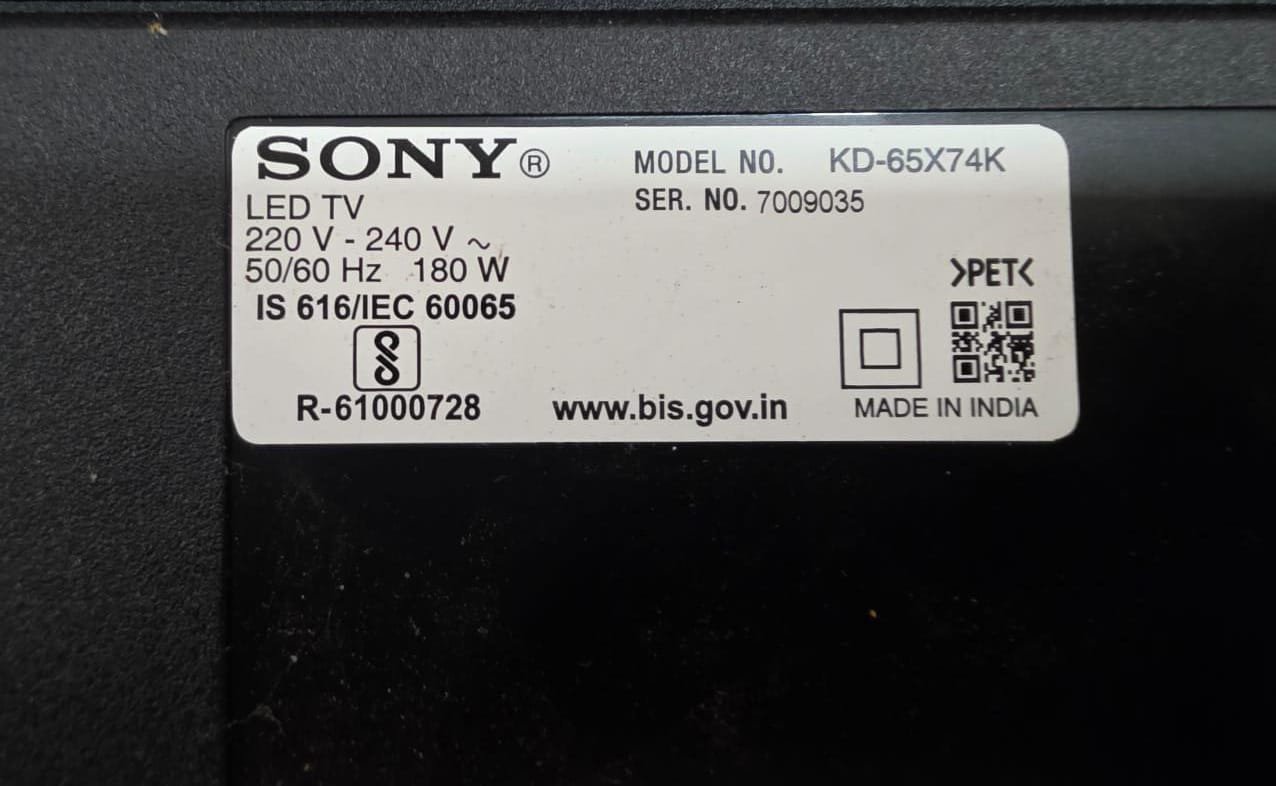 SONY®
MODEL NO. KD-65X74K
SER. NO. 7009035
LED TV
220 V - 240 V ~
50/60 Hz 180 W
IS 616/IEC 60065
R-61000728
www.bis.gov.in
>PET<
MADE IN INDIA